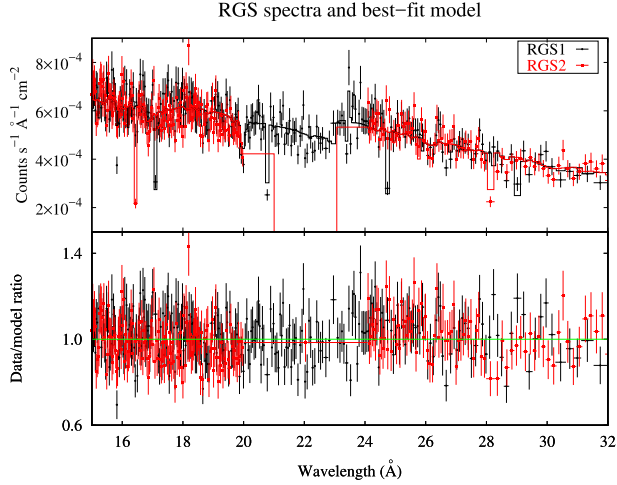 RGS spectra and best−fit model
RGS1
RGS2
8×10⁻⁴
6×10⁻⁴
4×10⁻⁴
2×10⁻⁴
Counts s⁻¹ Å⁻¹ cm⁻²
1.4
1.0
0.6
Data/model ratio
16 18 20 22 24 26 28 30 32
Wavelength (Å)